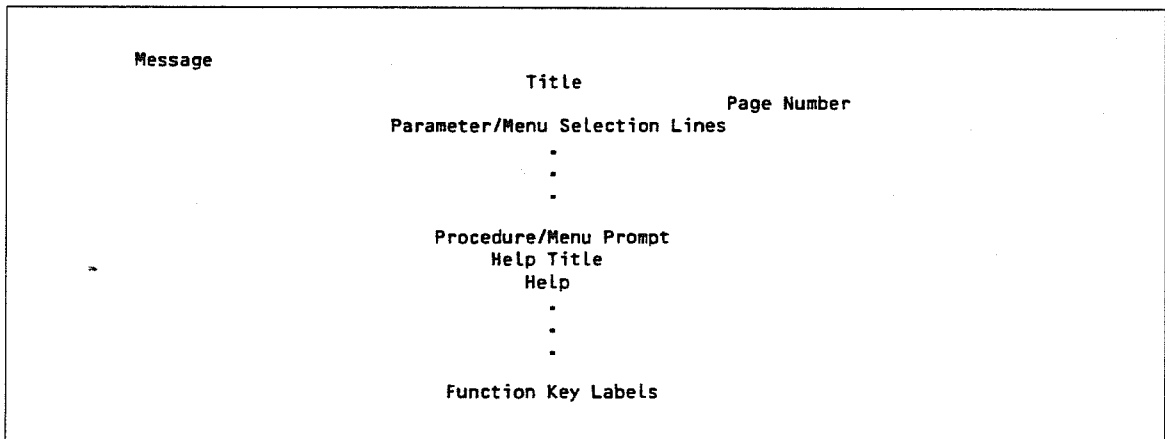 Message
Title
Page Number
Parameter/Menu Selection Lines
.
.
.
Procedure/Menu Prompt
Help Title
Help
.
.
.
Function Key Labels